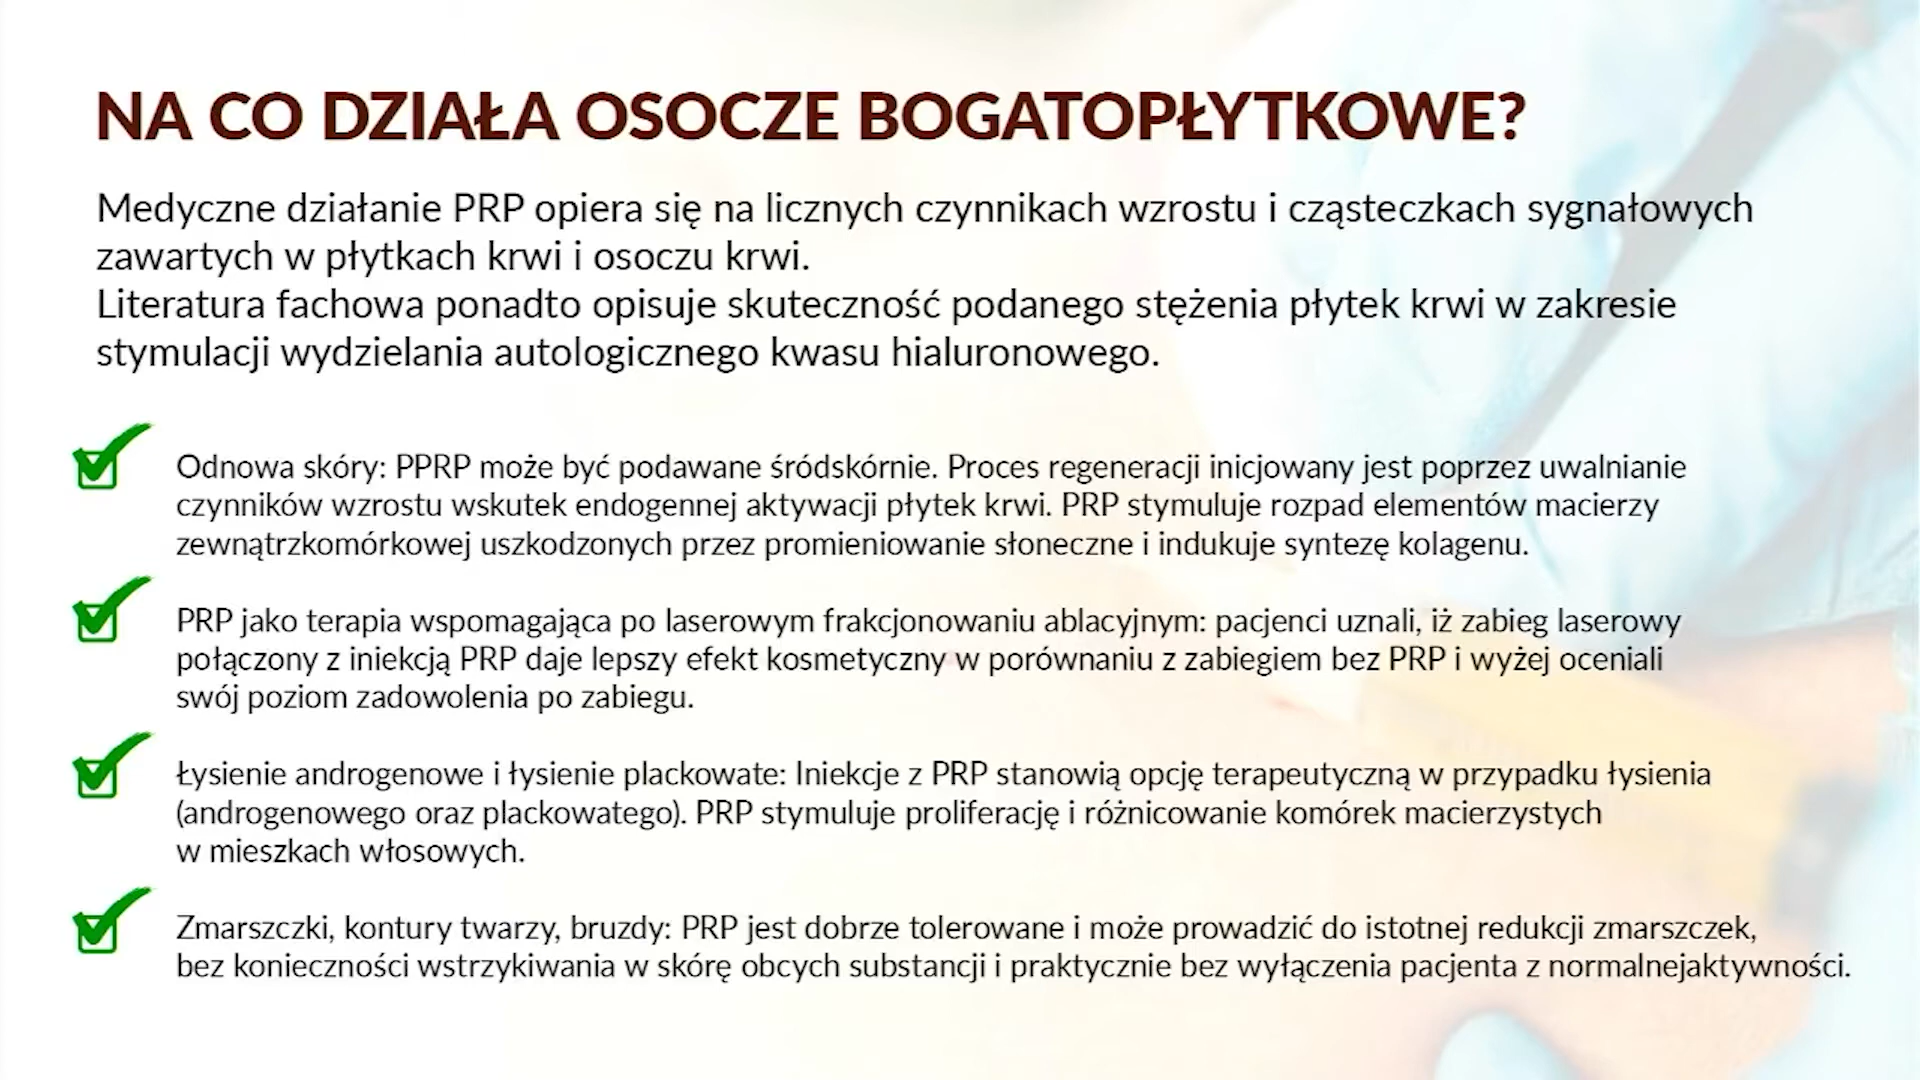 NA CO DZIAŁA OSOCZE BOGATOPŁYTKOWE?
Medyczne działanie PRP opiera się na licznych czynnikach wzrostu i cząsteczkach sygnałowych
zawartych w płytkach krwi i osoczu krwi.
Literatura fachowa ponadto opisuje skuteczność podanego stężenia płytek krwi w zakresie
stymulacji wydzielania autologicznego kwasu hialuronowego.
Odnowa skóry: PPRP może być podawane śródskórnie. Proces regeneracji inicjowany jest poprzez uwalnianie
czynników wzrostu wskutek endogennej aktywacji płytek krwi. PRP stymuluje rozpad elementów macierzy
zewnątrzkomórkowej uszkodzonych przez promieniowanie słoneczne i indukuje syntezę kolagenu.
PRP jako terapia wspomagająca po laserowym frakcjonowaniu ablacyjnym: pacjenci uznali, iż zabieg laserowy
połączony z iniekcją PRP daje lepszy efekt kosmetyczny w porównaniu z zabiegiem bez PRP i wyżej oceniali
swój poziom zadowolenia po zabiegu.
Łysienie androgenowe i łysienie plackowate: Iniekcje z PRP stanowią opcję terapeutyczną w przypadku łysienia
(androgenowego oraz plackowatego). PRP stymuluje proliferację i różnicowanie komórek macierzystych
w mieszkach włosowych.
Zmarszczki, kontury twarzy, bruzdy: PRP jest dobrze tolerowane i może prowadzić do istotnej redukcji zmarszczek,
bez konieczności wstrzykiwania w skórę obcych substancji i praktycznie bez wyłączenia pacjenta z normalnejaktywności.